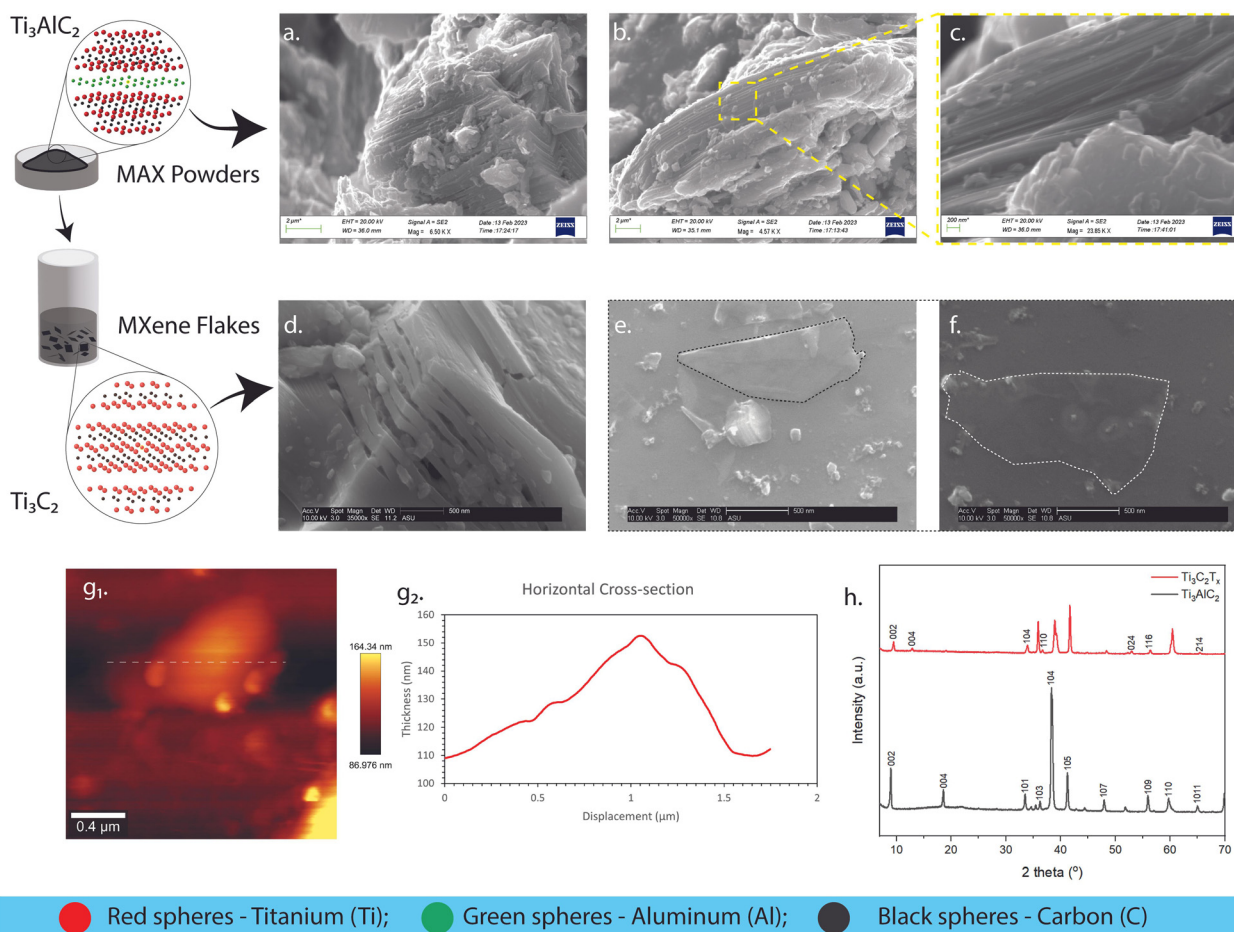 Ti₃AlC₂
MAX Powders
a.
2 µm*
EHT = 20.00 kV
WD = 36.0 mm
Signal A = SE2
Mag = 6.50 K X
Date :13 Feb 2023
Time :17:24:17
ZEISS
b.
2 µm*
EHT = 20.00 kV
WD = 35.1 mm
Signal A = SE2
Mag = 4.57 K X
Date :13 Feb 2023
Time :17:13:43
ZEISS
c.
200 nm*
EHT = 20.00 kV
WD = 36.0 mm
Signal A = SE2
Mag = 23.85 K X
Date :13 Feb 2023
Time :17:41:01
ZEISS
MXene Flakes
Ti₃C₂
d.
Acc.V Spot Magn Det WD
10.00 kV 3.0 35000x SE 11.2 ASU
500 nm
e.
Acc.V Spot Magn Det WD
10.00 kV 3.0 50000x SE 10.8 ASU
500 nm
f.
Acc.V Spot Magn Det WD
10.00 kV 3.0 50000x SE 10.8 ASU
500 nm
g₁.
0.4 µm
164.34 nm
86.976 nm
g₂.
Horizontal Cross-section
Thickness (nm)
160
150
140
130
120
110
100
0 0.5 1 1.5 2
Displacement (µm)
h.
Ti₃C₂Tₓ
Ti₃AlC₂
Intensity (a.u.)
002 004 104 110 024 116 214
002 004 101 103 104 105 107 109 110 1011
10 20 30 40 50 60 70
2 theta (°)
Red spheres - Titanium (Ti); Green spheres - Aluminum (Al); Black spheres - Carbon (C)